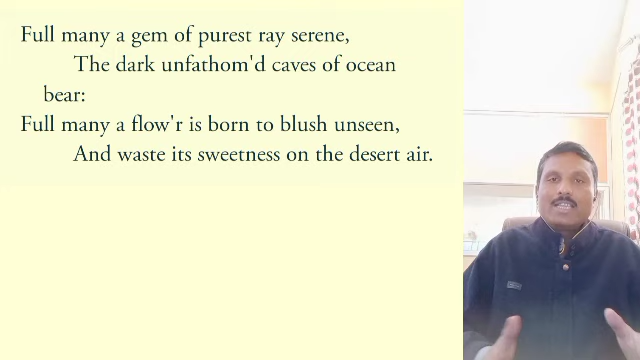 Full many a gem of purest ray serene,
The dark unfathom'd caves of ocean
bear:
Full many a flow'r is born to blush unseen,
And waste its sweetness on the desert air.